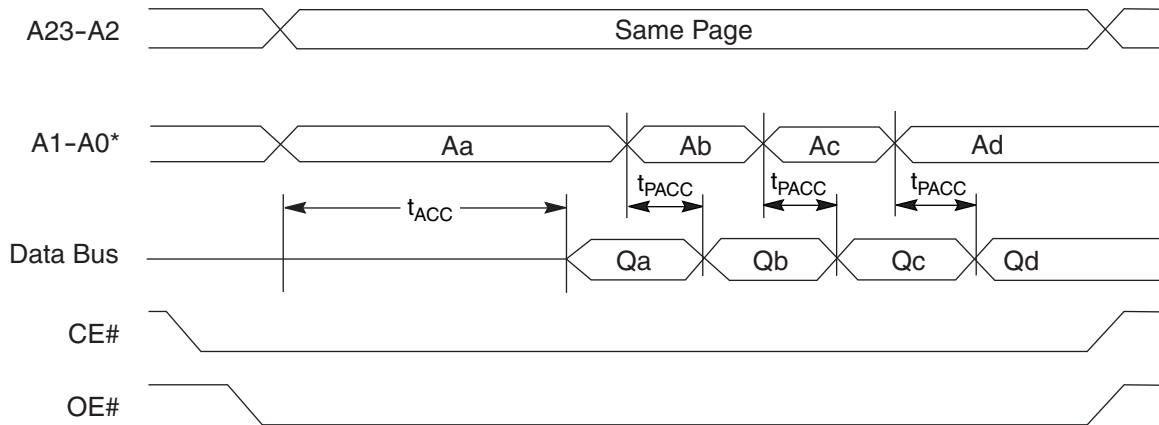 A23–A2 Same Page
A1–A0* Aa Ab Ac Ad
tACC tPACC tPACC tPACC
Data Bus Qa Qb Qc Qd
CE#
OE#